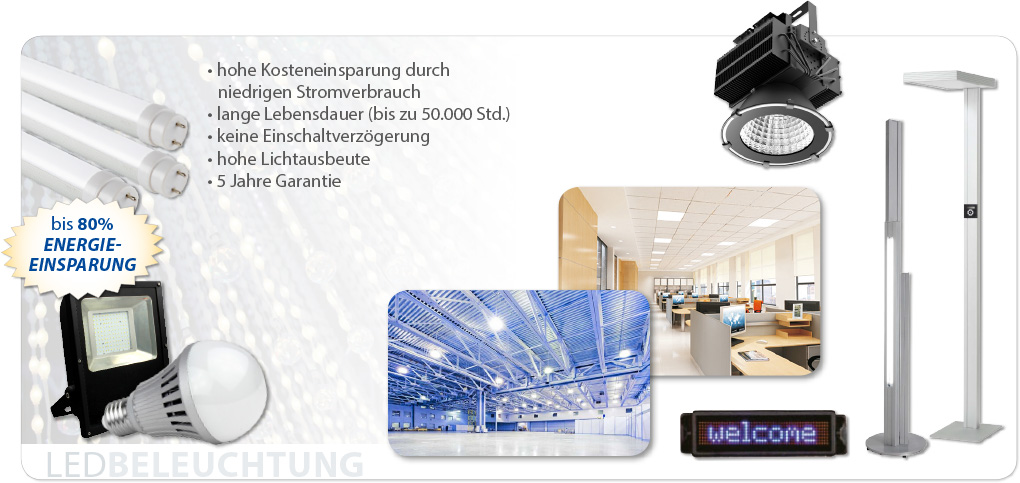 • hohe Kosteneinsparung durch
niedrigen Stromverbrauch
• lange Lebensdauer (bis zu 50.000 Std.)
• keine Einschaltverzögerung
• hohe Lichtausbeute
• 5 Jahre Garantie
bis 80%
ENERGIE-
EINSPARUNG
welcome
LEDBELEUCHTUNG